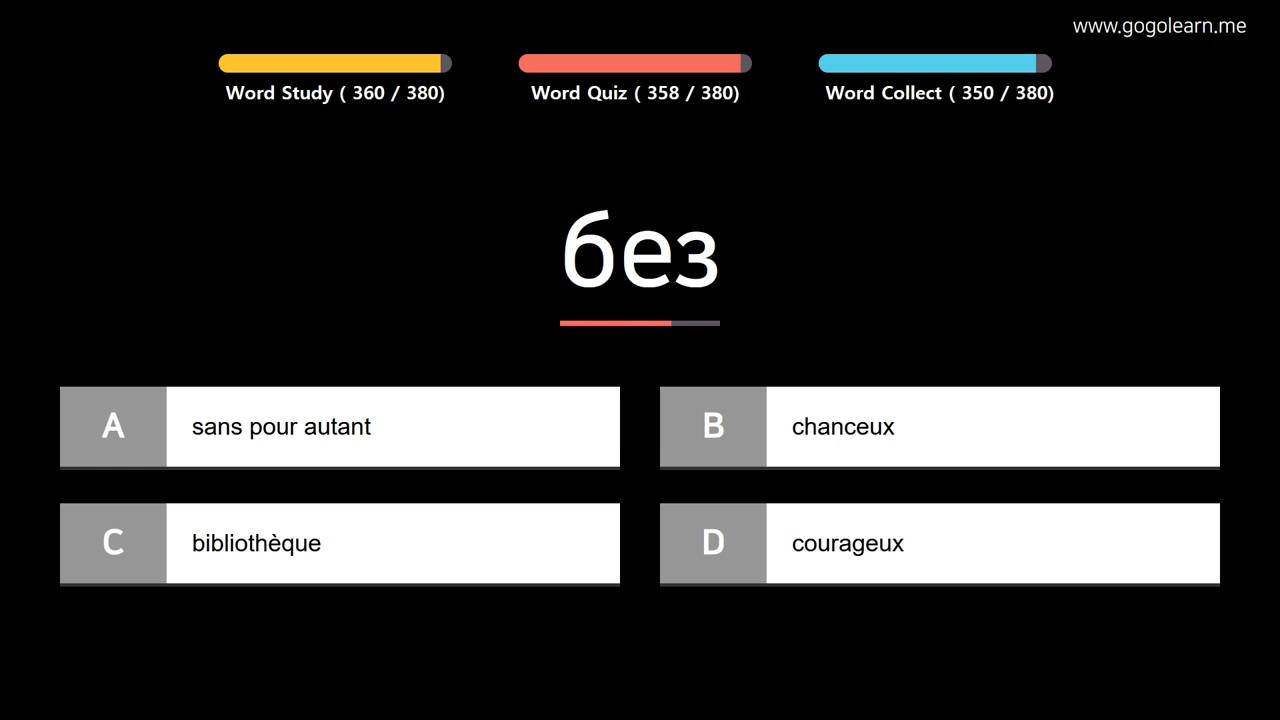 www.gogolearn.me
Word Study ( 360 / 380)
Word Quiz ( 358 / 380)
Word Collect ( 350 / 380)
без
A
sans pour autant
B
chanceux
C
bibliothèque
D
courageux